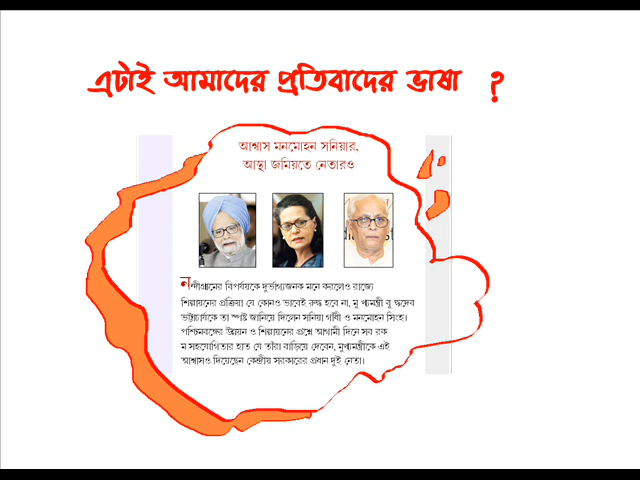 এটাই আমাদের প্রতিবাদের ভাষা ?
আশ্বাস মনমোহন সনিয়ার,
আস্থা জমিয়তে নেতারও
নন্দীগ্রামের বিপর্যয়কে দুর্ভাগ্যজনক মনে করলেও রাজ্যে
শিল্পায়নের প্রক্রিয়া যে কোনও ভাবেই রুদ্ধ হবে না, মু খ্যমন্ত্রী বু দ্ধদেব
ভট্টাচার্যকে তা স্পষ্ট জানিয়ে দিলেন সনিয়া গান্ধী ও মনমোহন সিংহ।
পশ্চিমবঙ্গের উন্নয়ন ও শিল্পায়নের প্রশ্নে আগামী দিনে সব রক
ম সহযোগিতার হাত যে তাঁরা বাড়িয়ে দেবেন, মুখ্যমন্ত্রীকে এই
আশ্বাসও দিয়েছেন কেন্দ্রীয় সরকারের প্রধান দুই নেতা।